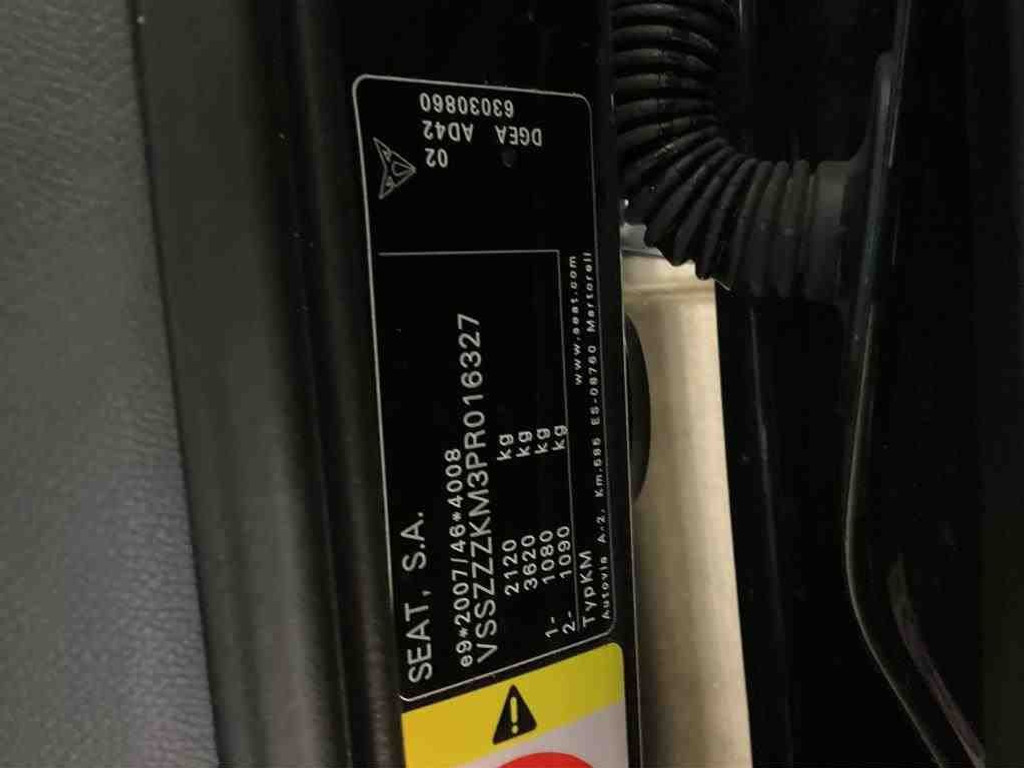 SEAT, S.A.
e9*2007/46*4008
VSSZZZKM3PR016327
2120 kg
3620 kg
1- 1080 kg
2- 1090 kg
TypKM www.seat.com
Autovia A-2, Km.585 ES-08760 Martorell
02
AD42
63030860
DGEA